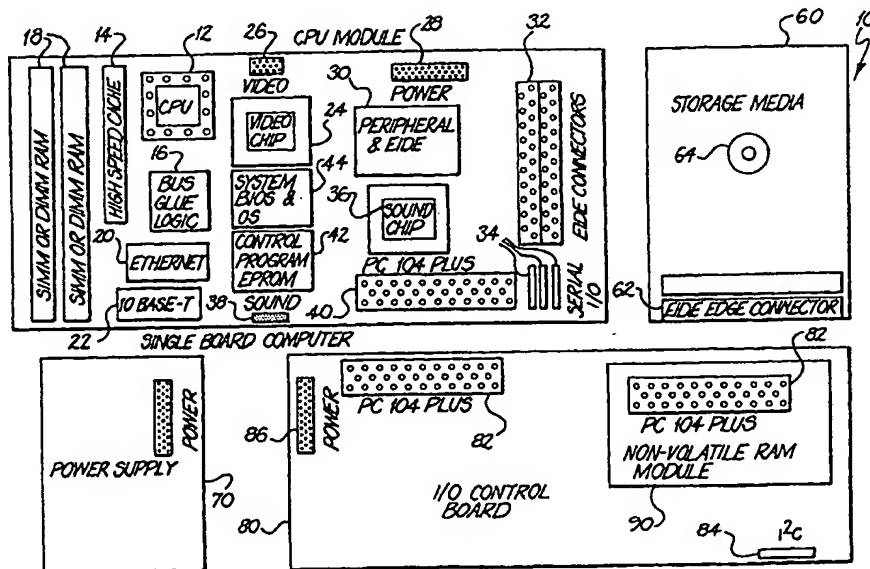 CPU MODULE
10
18
14
12
26
28
32
60
VIDEO
POWER
SIMM OR DIMM RAM
SIMM OR DIMM RAM
HIGH SPEED CACHE
CPU
30
24
VIDEO
CHIP
PERIPHERAL
& EIDE
EIDE CONNECTORS
STORAGE MEDIA
64
16
BUS
GLUE
LOGIC
44
SYSTEM
BIOS &
OS
36
SOUND
CHIP
20
ETHERNET
42
CONTROL
PROGRAM
EPROM
34
PC 104 PLUS
SERIAL
I/O
22
10 BASE-T
38
SOUND
40
62
EIDE EDGE CONNECTOR
SINGLE BOARD COMPUTER
POWER
POWER SUPPLY
70
86
POWER
PC 104 PLUS
82
82
PC 104 PLUS
NON-VOLATILE RAM
MODULE
80
I/O CONTROL
BOARD
90
84
I²C